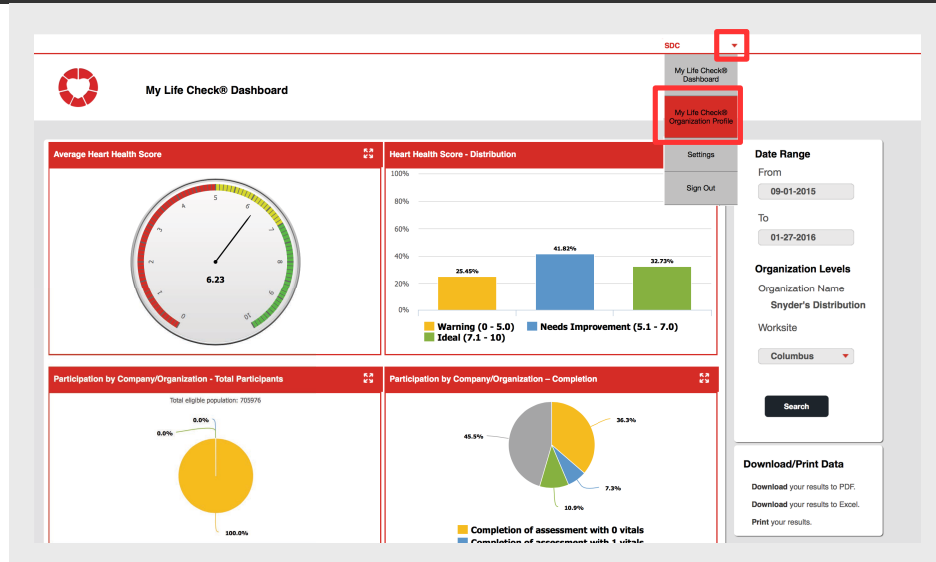 SDC
My Life Check®
Dashboard
My Life Check®
Organization Profile
Settings
Sign Out
My Life Check® Dashboard
Average Heart Health Score
0
1
2
3
4
5
6
7
8
9
10
6.23
Heart Health Score - Distribution
100%
80%
60%
40%
20%
0%
25.45%
41.82%
32.73%
Warning (0 - 5.0)
Needs Improvement (5.1 - 7.0)
Ideal (7.1 - 10)
Date Range
From
09-01-2015
To
01-27-2016
Organization Levels
Organization Name
Snyder's Distribution
Worksite
Columbus
Search
Participation by Company/Organization - Total Participants
Total eligible population: 705976
0.0%
0.0%
100.0%
Participation by Company/Organization – Completion
36.3%
45.5%
7.3%
10.9%
Completion of assessment with 0 vitals
Completion of assessment with 1 vitals
Download/Print Data
Download your results to PDF.
Download your results to Excel.
Print your results.